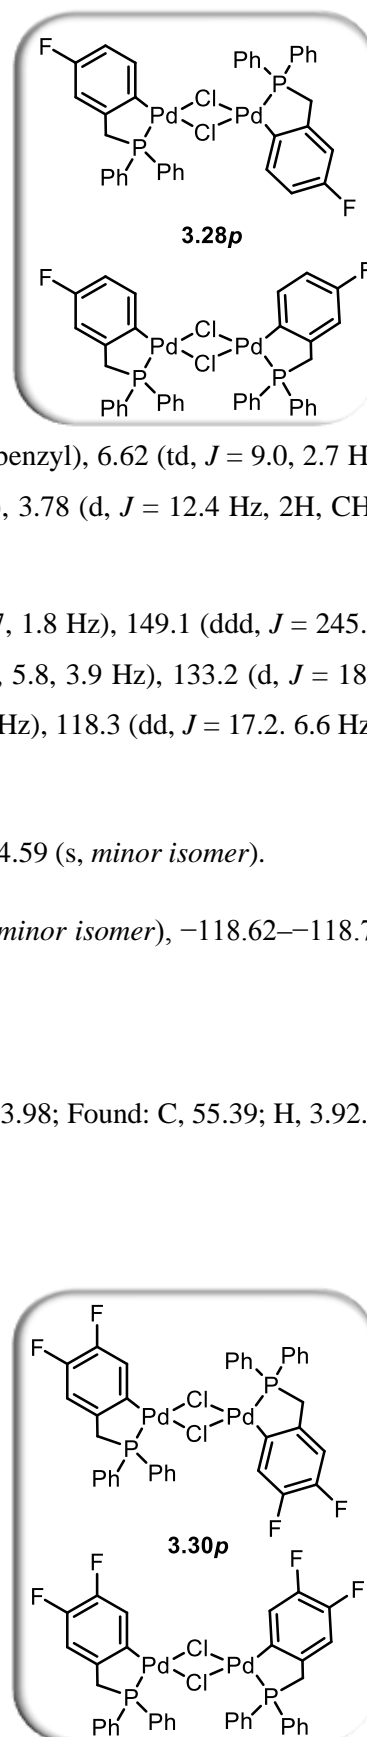 F
Ph Ph
P
Cl
Pd Pd
Cl
P
Ph Ph
F
3.28p
F F
Cl
Pd Pd
Cl
P P
Ph Ph Ph Ph
benzyl), 6.62 (td, J = 9.0, 2.7 H
, 3.78 (d, J = 12.4 Hz, 2H, CH
7, 1.8 Hz), 149.1 (ddd, J = 245.
, 5.8, 3.9 Hz), 133.2 (d, J = 18
Hz), 118.3 (dd, J = 17.2. 6.6 Hz
4.59 (s, minor isomer).
minor isomer), −118.62–−118.7
3.98; Found: C, 55.39; H, 3.92.
F
F
Ph Ph
P
Cl
Pd Pd
Cl
P
Ph Ph
F
F
3.30p
F F
F F
Cl
Pd Pd
Cl
P P
Ph Ph Ph Ph